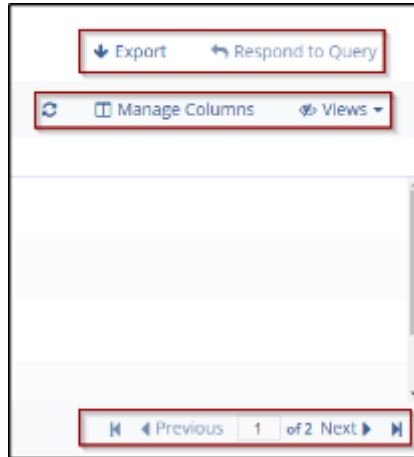 Export Respond to Query
Manage Columns Views
Previous 1 of 2 Next